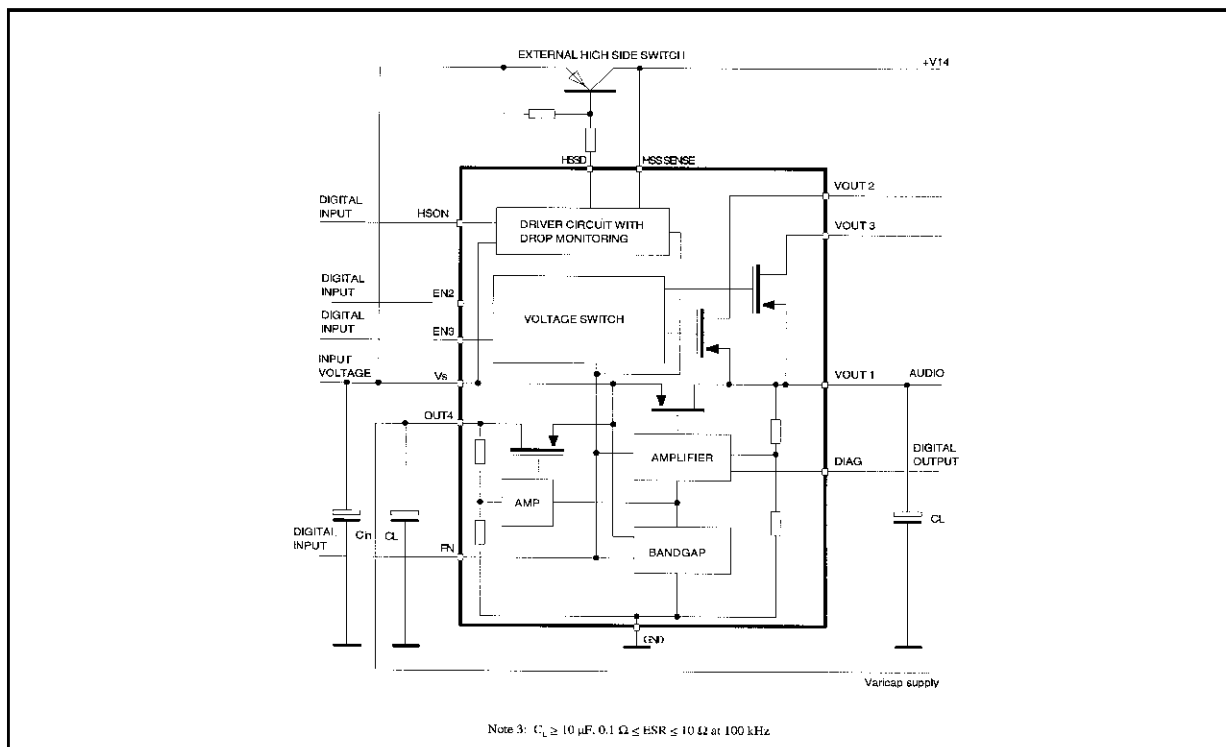 EXTERNAL HIGH SIDE SWITCH
+V14
HSSD
HSS SENSE
VOUT 2
DIGITAL
INPUT
HSON
DRIVER CIRCUIT WITH
DROP MONITORING
VOUT 3
DIGITAL
INPUT
EN2
DIGITAL
INPUT
EN3
VOLTAGE SWITCH
INPUT
VOLTAGE
Vs
VOUT 1
AUDIO
OUT4
AMPLIFIER
DIGITAL
OUTPUT
DIAG
AMP
Cin
CL
CL
DIGITAL
INPUT
EN
BANDGAP
GND
Varicap supply
Note 3: CL ≥ 10 µF, 0.1 Ω ≤ ESR ≤ 10 Ω at 100 kHz